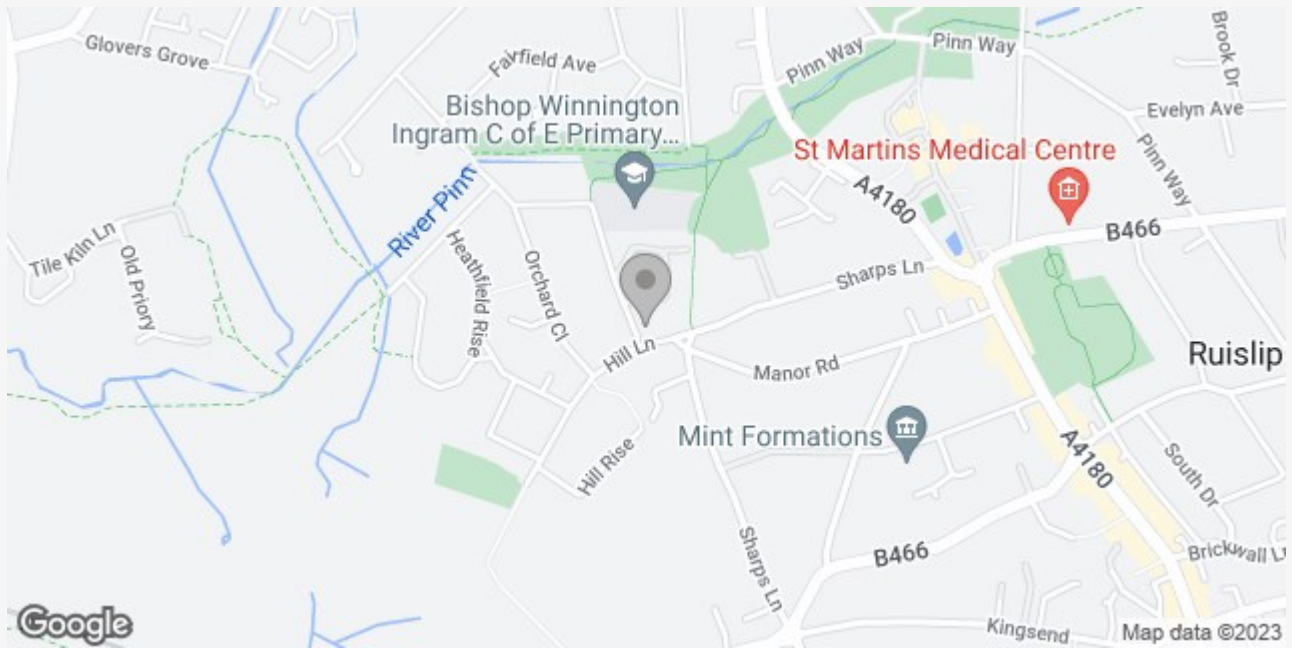 Glovers Grove
Fairfield Ave
Pinn Way
Pinn Way
Brook Dr
Evelyn Ave
Bishop Winnington
Ingram C of E Primary...
St Martins Medical Centre
Pinn Way
A4180
B466
River Pinn
Tile Kiln Ln
Old Priory
Heathfield Rise
Orchard Cl
Sharps Ln
Hill Ln
Manor Rd
Ruislip
Mint Formations
Hill Rise
A4180
South Dr
Sharps Ln
B466
Brickwall L
Kingsend
Google
Map data ©2023